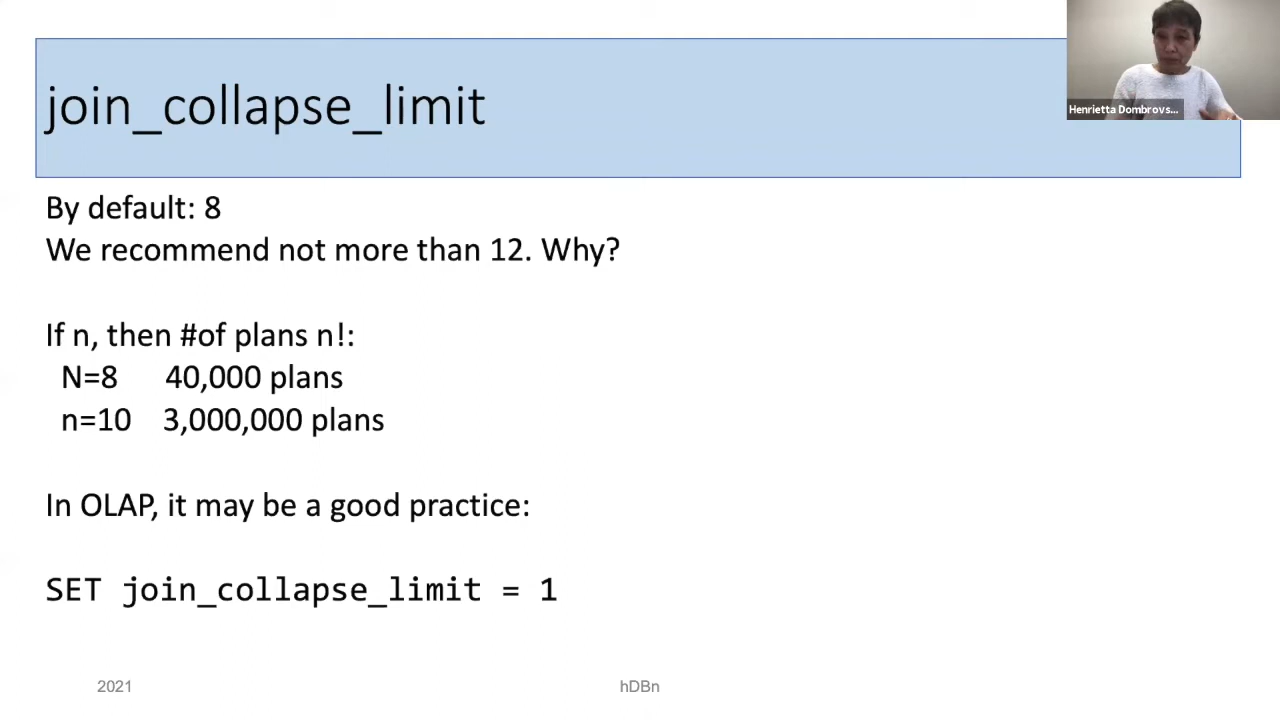 join_collapse_limit
Henrietta Dombrovs...
By default: 8
We recommend not more than 12. Why?
If n, then #of plans n!:
N=8 40,000 plans
n=10 3,000,000 plans
In OLAP, it may be a good practice:
SET join_collapse_limit = 1
2021
hDBn